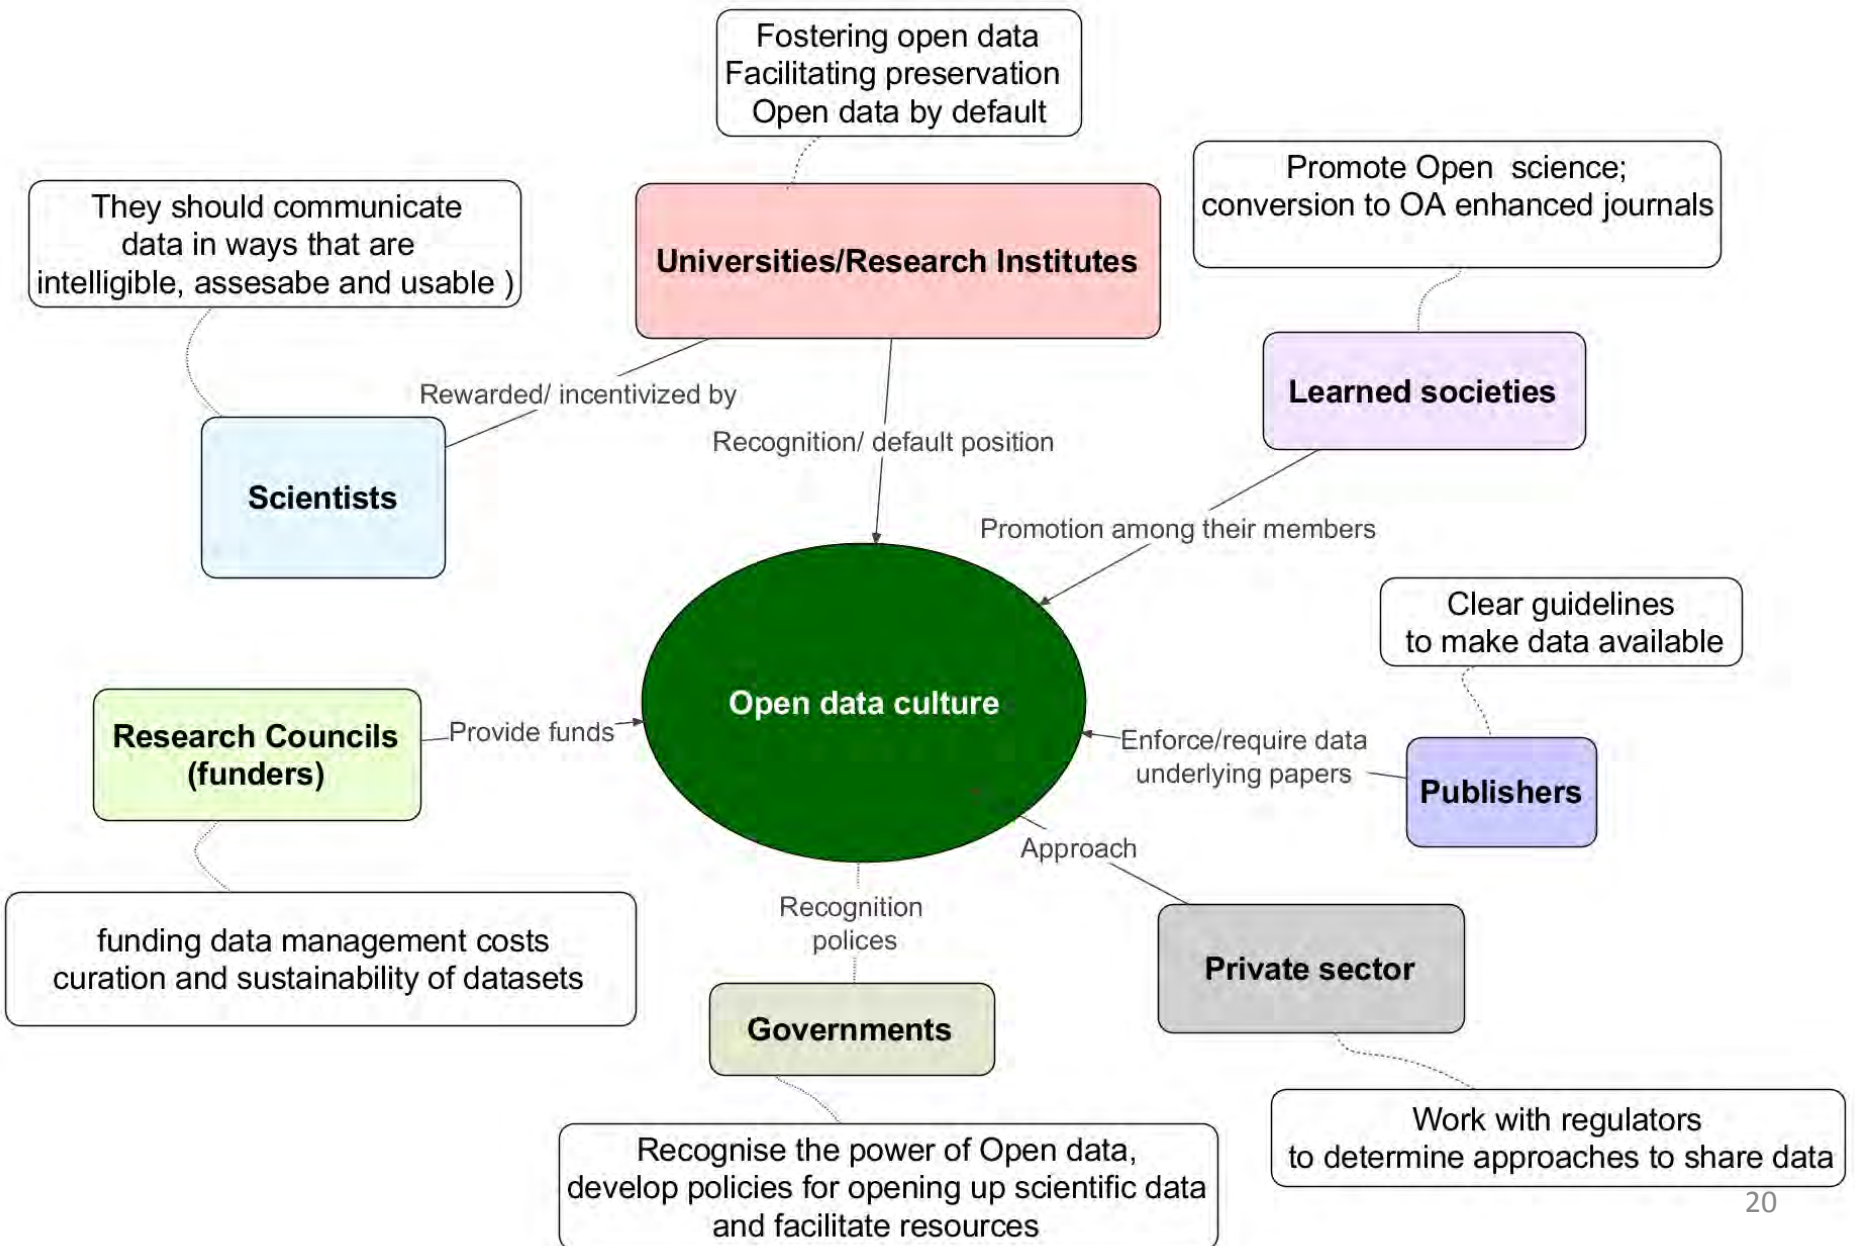 Fostering open data
Facilitating preservation
Open data by default
Promote Open science;
conversion to OA enhanced journals
They should communicate
data in ways that are
intelligible, assesabe and usable )
Universities/Research Institutes
Learned societies
Rewarded/ incentivized by
Recognition/ default position
Scientists
Promotion among their members
Clear guidelines
to make data available
Open data culture
Research Councils
(funders)
Provide funds
Enforce/require data
underlying papers
Publishers
Approach
Recognition
polices
funding data management costs
curation and sustainability of datasets
Private sector
Governments
Work with regulators
to determine approaches to share data
Recognise the power of Open data,
develop policies for opening up scientific data
and facilitate resources
20